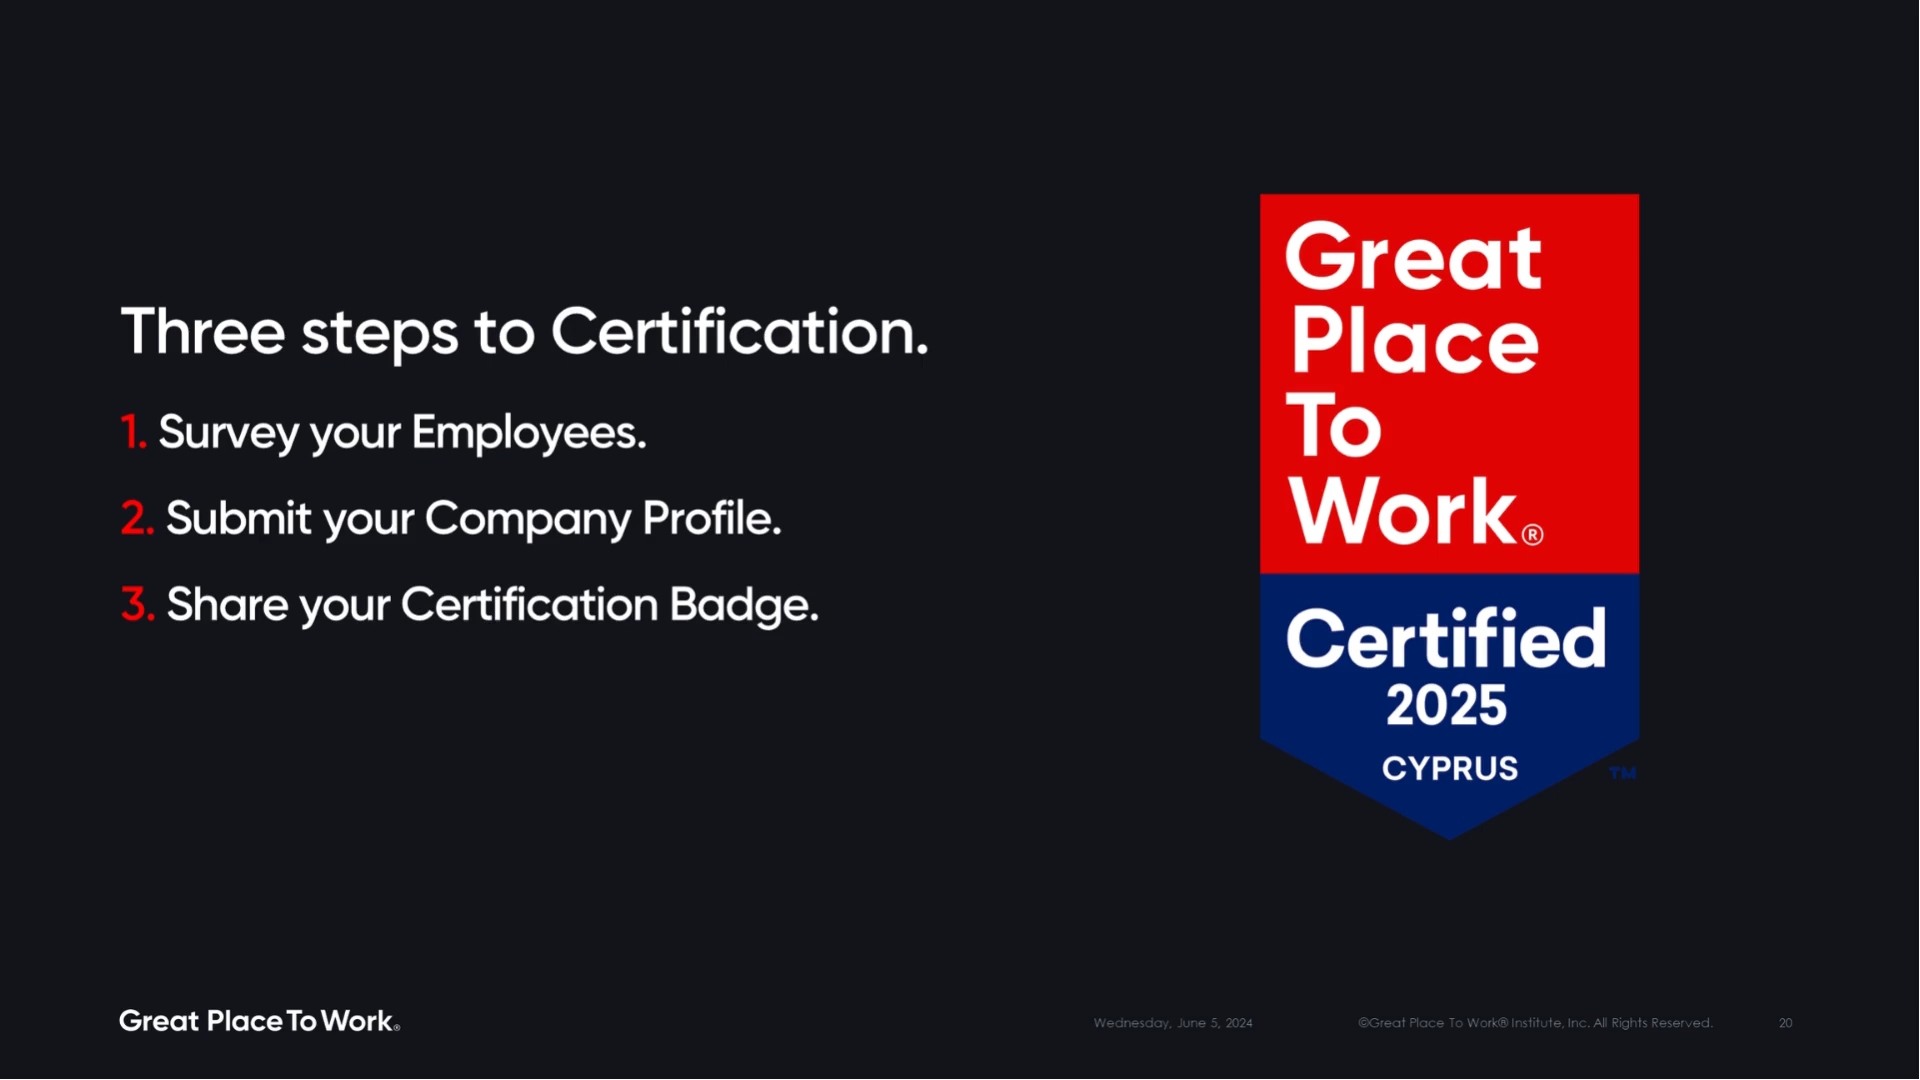 Three steps to Certification.
1. Survey your Employees.
2. Submit your Company Profile.
3. Share your Certification Badge.
Great
Place
To
Work®
Certified
2025
CYPRUS
™
Great Place To Work®
Wednesday, June 5, 2024
©Great Place To Work® Institute, Inc. All Rights Reserved.
20